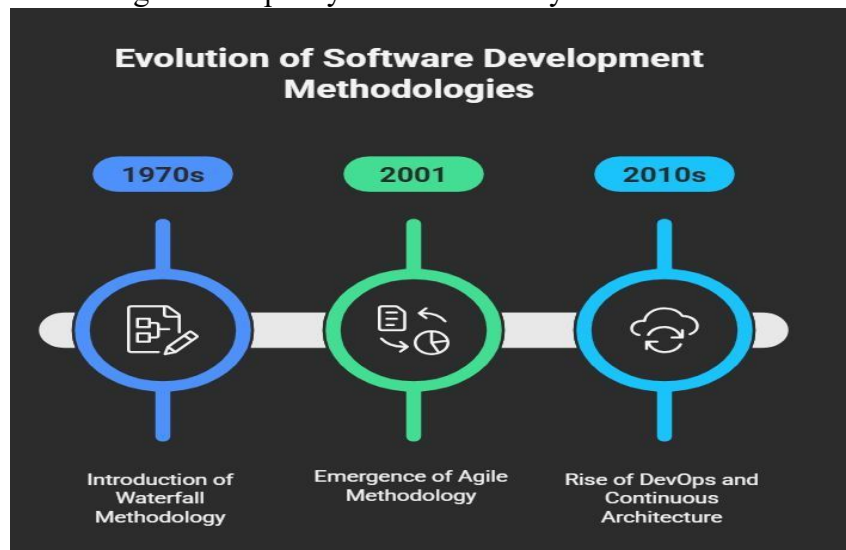 Evolution of Software Development
Methodologies
1970s
2001
2010s
Introduction of
Waterfall
Methodology
Emergence of Agile
Methodology
Rise of DevOps and
Continuous
Architecture